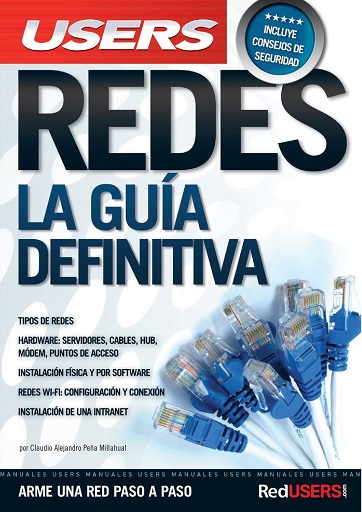 USERS
★★★★★
INCLUYE
CONSEJOS DE
SEGURIDAD
REDES
LA GUÍA
DEFINITIVA
TIPOS DE REDES
HARDWARE: SERVIDORES, CABLES, HUB,
MÓDEM, PUNTOS DE ACCESO
INSTALACIÓN FÍSICA Y POR SOFTWARE
REDES WI-FI: CONFIGURACIÓN Y CONEXIÓN
INSTALACIÓN DE UNA INTRANET
por Claudio Alejandro Peña Millahual
MANUALES USERS MANUALES USERS MANUALES USERS MANUALES USERS MAN
ARME UNA RED PASO A PASO
RedUSERS.com